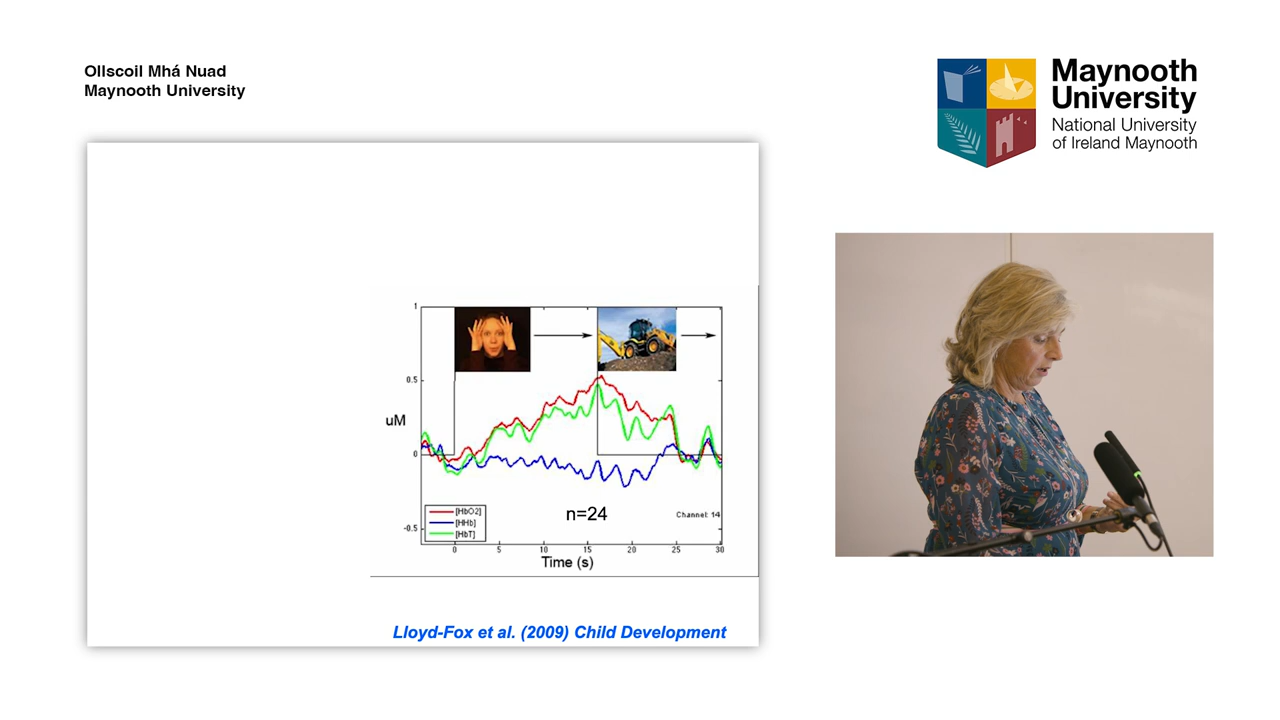 Ollscoil Mhá Nuad
Maynooth University
Maynooth
University
National University
of Ireland Maynooth
1
0.5
uM
0
-0.5
[HbO2]
[HHb]
[HbT]
n=24
Channel: 14
0 5 10 15 20 25 30
Time (s)
Lloyd-Fox et al. (2009) Child Development